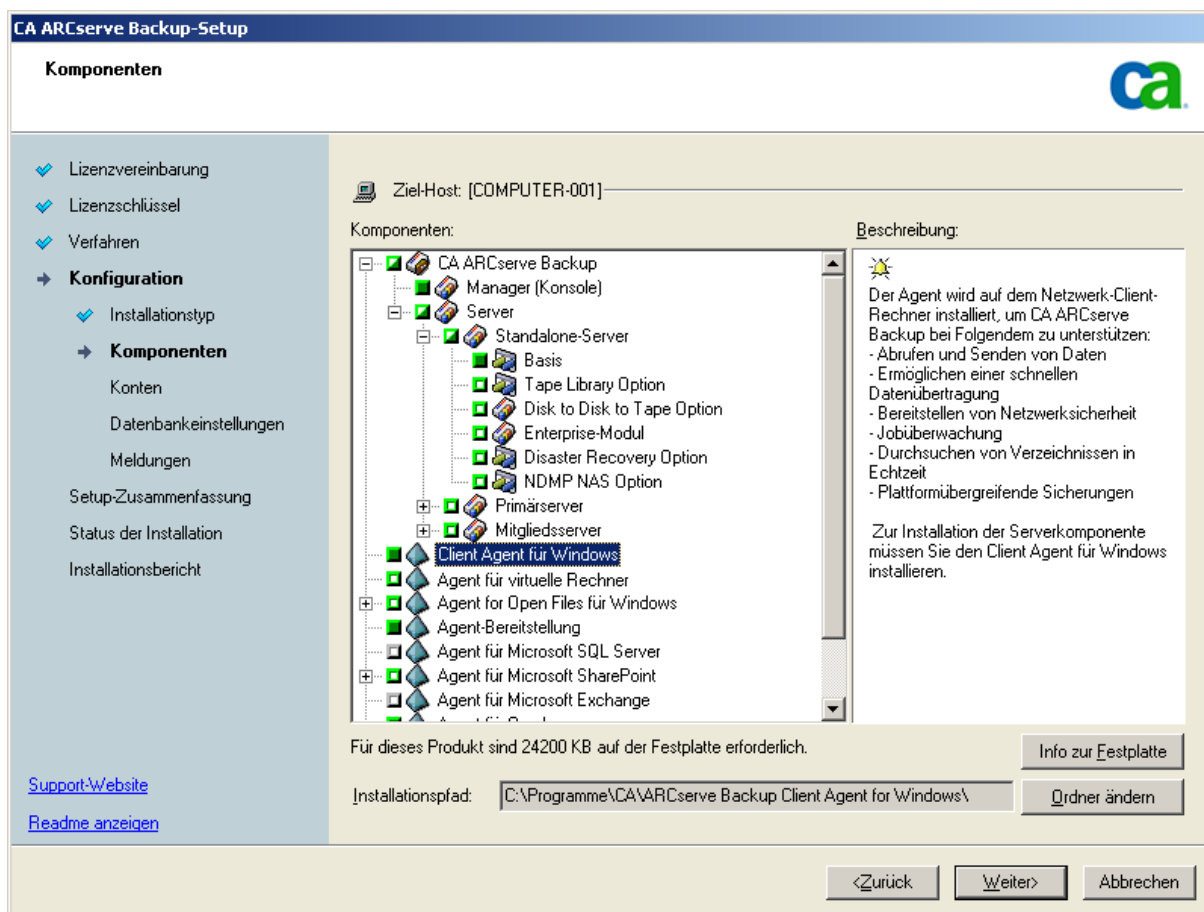 CA ARCserve Backup-Setup
Komponenten
ca
Lizenzvereinbarung
Lizenzschlüssel
Verfahren
Konfiguration
Installationstyp
Komponenten
Konten
Datenbankeinstellungen
Meldungen
Setup-Zusammenfassung
Status der Installation
Installationsbericht
Support-Website
Readme anzeigen
Ziel-Host: [COMPUTER-001]
Komponenten:
CA ARCserve Backup
Manager (Konsole)
Server
Standalone-Server
Basis
Tape Library Option
Disk to Disk to Tape Option
Enterprise-Modul
Disaster Recovery Option
NDMP NAS Option
Primärserver
Mitgliedsserver
Client Agent für Windows
Agent für virtuelle Rechner
Agent for Open Files für Windows
Agent-Bereitstellung
Agent für Microsoft SQL Server
Agent für Microsoft SharePoint
Agent für Microsoft Exchange
Beschreibung:
Der Agent wird auf dem Netzwerk-Client-
Rechner installiert, um CA ARCserve
Backup bei Folgendem zu unterstützen:
- Abrufen und Senden von Daten
- Ermöglichen einer schnellen
Datenübertragung
- Bereitstellen von Netzwerksicherheit
- Jobüberwachung
- Durchsuchen von Verzeichnissen in
Echtzeit
- Plattformübergreifende Sicherungen
Zur Installation der Serverkomponente
müssen Sie den Client Agent für Windows
installieren.
Für dieses Produkt sind 24200 KB auf der Festplatte erforderlich.
Info zur Festplatte
Installationspfad:
C:\Programme\CA\ARCserve Backup Client Agent for Windows\
Ordner ändern
<Zurück
Weiter>
Abbrechen